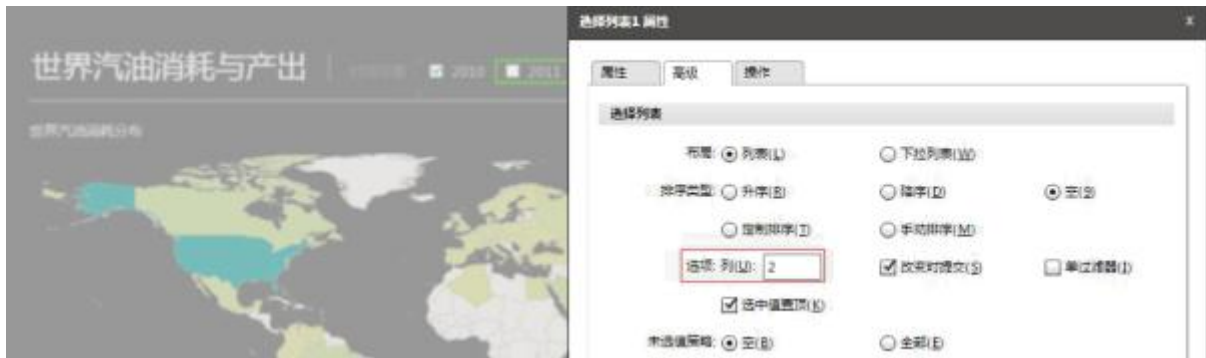 选择列表1 属性 x
世界汽油消耗与产出 2010 2011
属性 高级 操作
选择列表
世界汽油消耗分布
布局: 列表(L) 下拉列表(W)
排序类型: 升序(R) 降序(D) 空(9)
定制排序(T) 手动排序(M)
选项: 列(U): 2 改变时提交(S) 单过滤器(I)
选中值置顶(K)
未选值策略: 空(B) 全部(E)